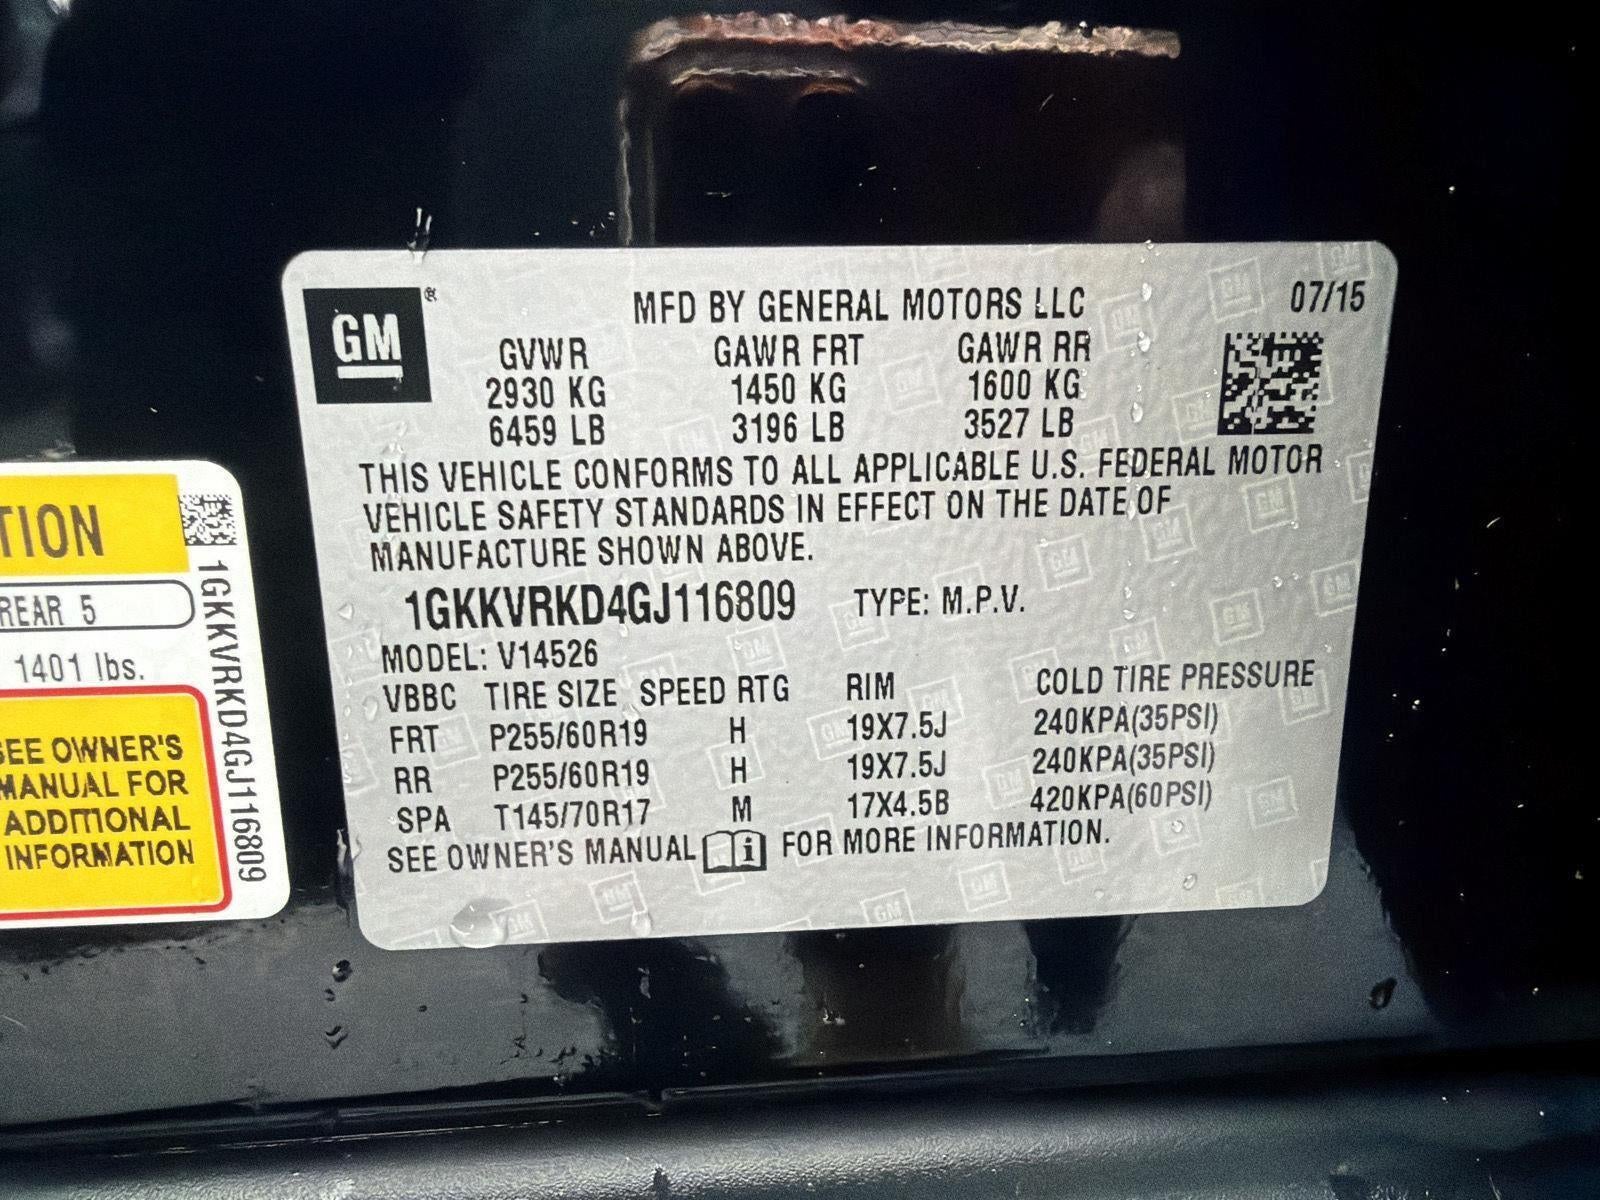 GM
®
MFD BY GENERAL MOTORS LLC
07/15
GVWR GAWR FRT GAWR RR
2930 KG 1450 KG 1600 KG
6459 LB 3196 LB 3527 LB
THIS VEHICLE CONFORMS TO ALL APPLICABLE U.S. FEDERAL MOTOR
VEHICLE SAFETY STANDARDS IN EFFECT ON THE DATE OF
MANUFACTURE SHOWN ABOVE.
1GKKVRKD4GJ116809 TYPE: M.P.V.
MODEL: V14526
VBBC TIRE SIZE SPEED RTG RIM COLD TIRE PRESSURE
FRT P255/60R19 H 19X7.5J 240KPA(35PSI)
RR P255/60R19 H 19X7.5J 240KPA(35PSI)
SPA T145/70R17 M 17X4.5B 420KPA(60PSI)
SEE OWNER'S MANUAL i FOR MORE INFORMATION.
TION
REAR 5
1401 lbs.
SEE OWNER'S
MANUAL FOR
ADDITIONAL
INFORMATION
1GKKVRKD4GJ116809